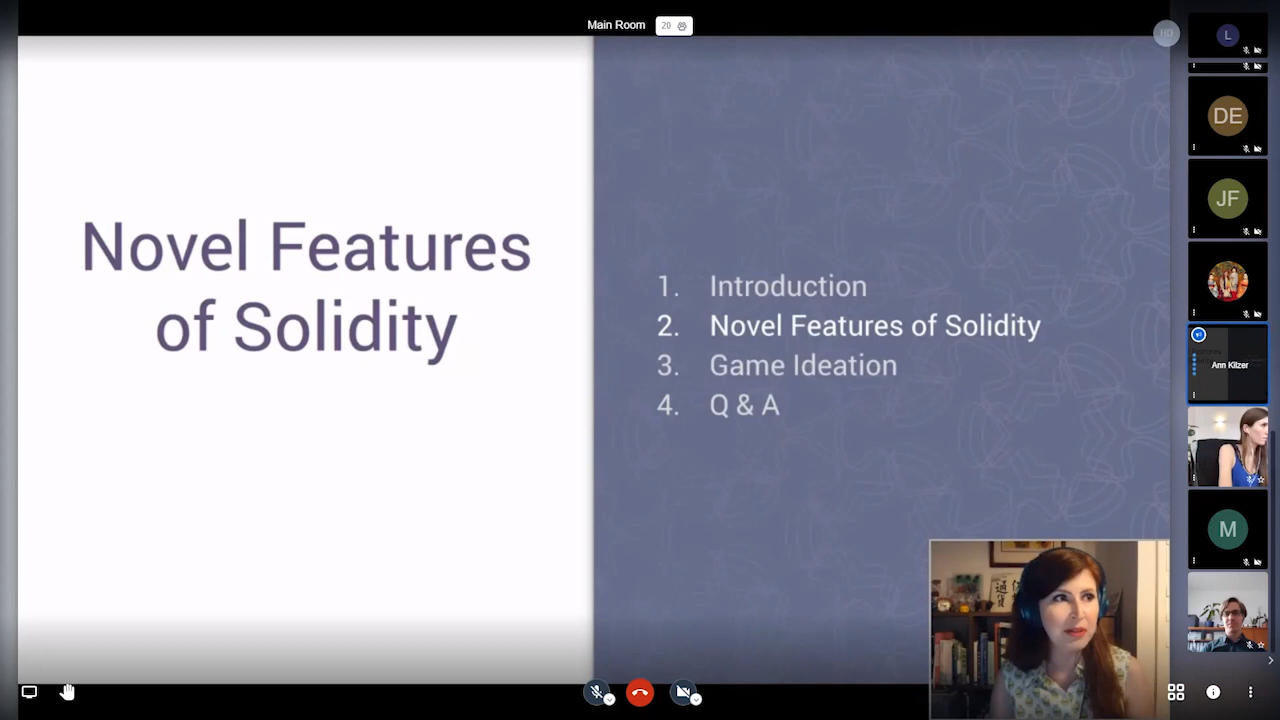 Main Room
20
HD
L
Novel Features
of Solidity
1. Introduction
2. Novel Features of Solidity
3. Game Ideation
4. Q & A
DE
JF
Ann Kilzer
M